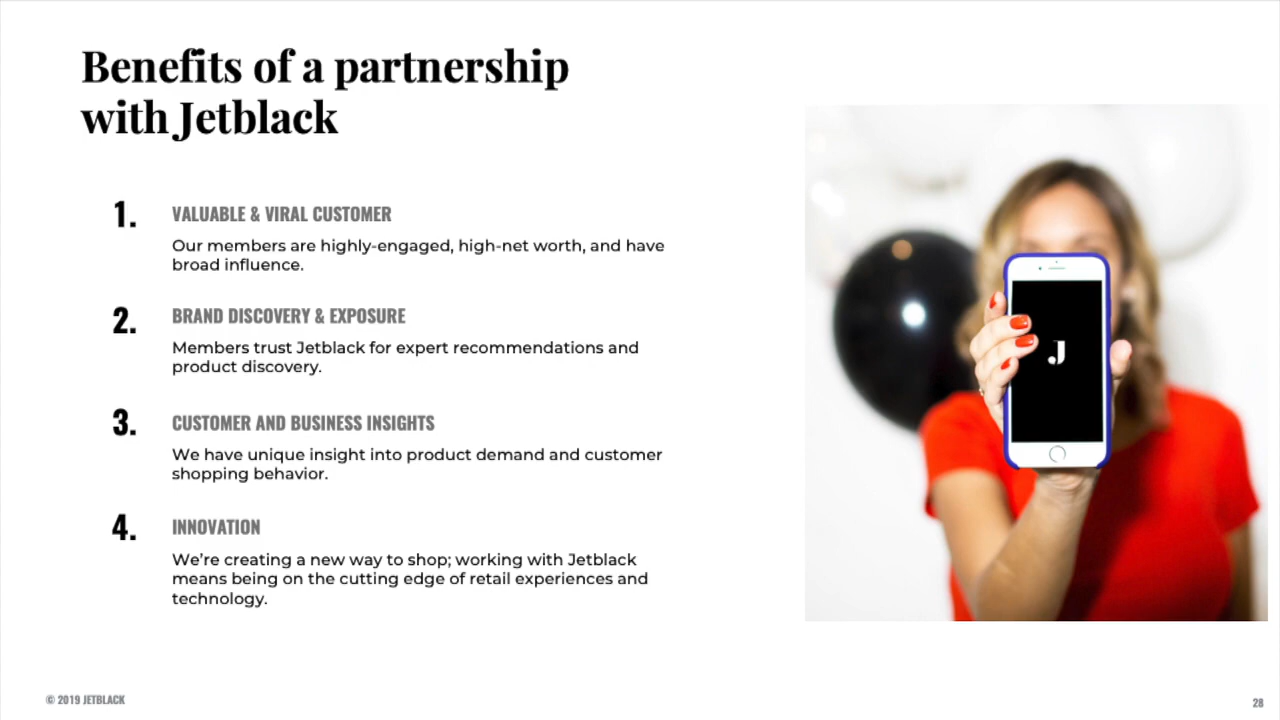 Benefits of a partnership
with Jetblack
1.
VALUABLE & VIRAL CUSTOMER
Our members are highly-engaged, high-net worth, and have
broad influence.
2.
BRAND DISCOVERY & EXPOSURE
Members trust Jetblack for expert recommendations and
product discovery.
3.
CUSTOMER AND BUSINESS INSIGHTS
We have unique insight into product demand and customer
shopping behavior.
4.
INNOVATION
We’re creating a new way to shop; working with Jetblack
means being on the cutting edge of retail experiences and
technology.
J
© 2019 JETBLACK
28